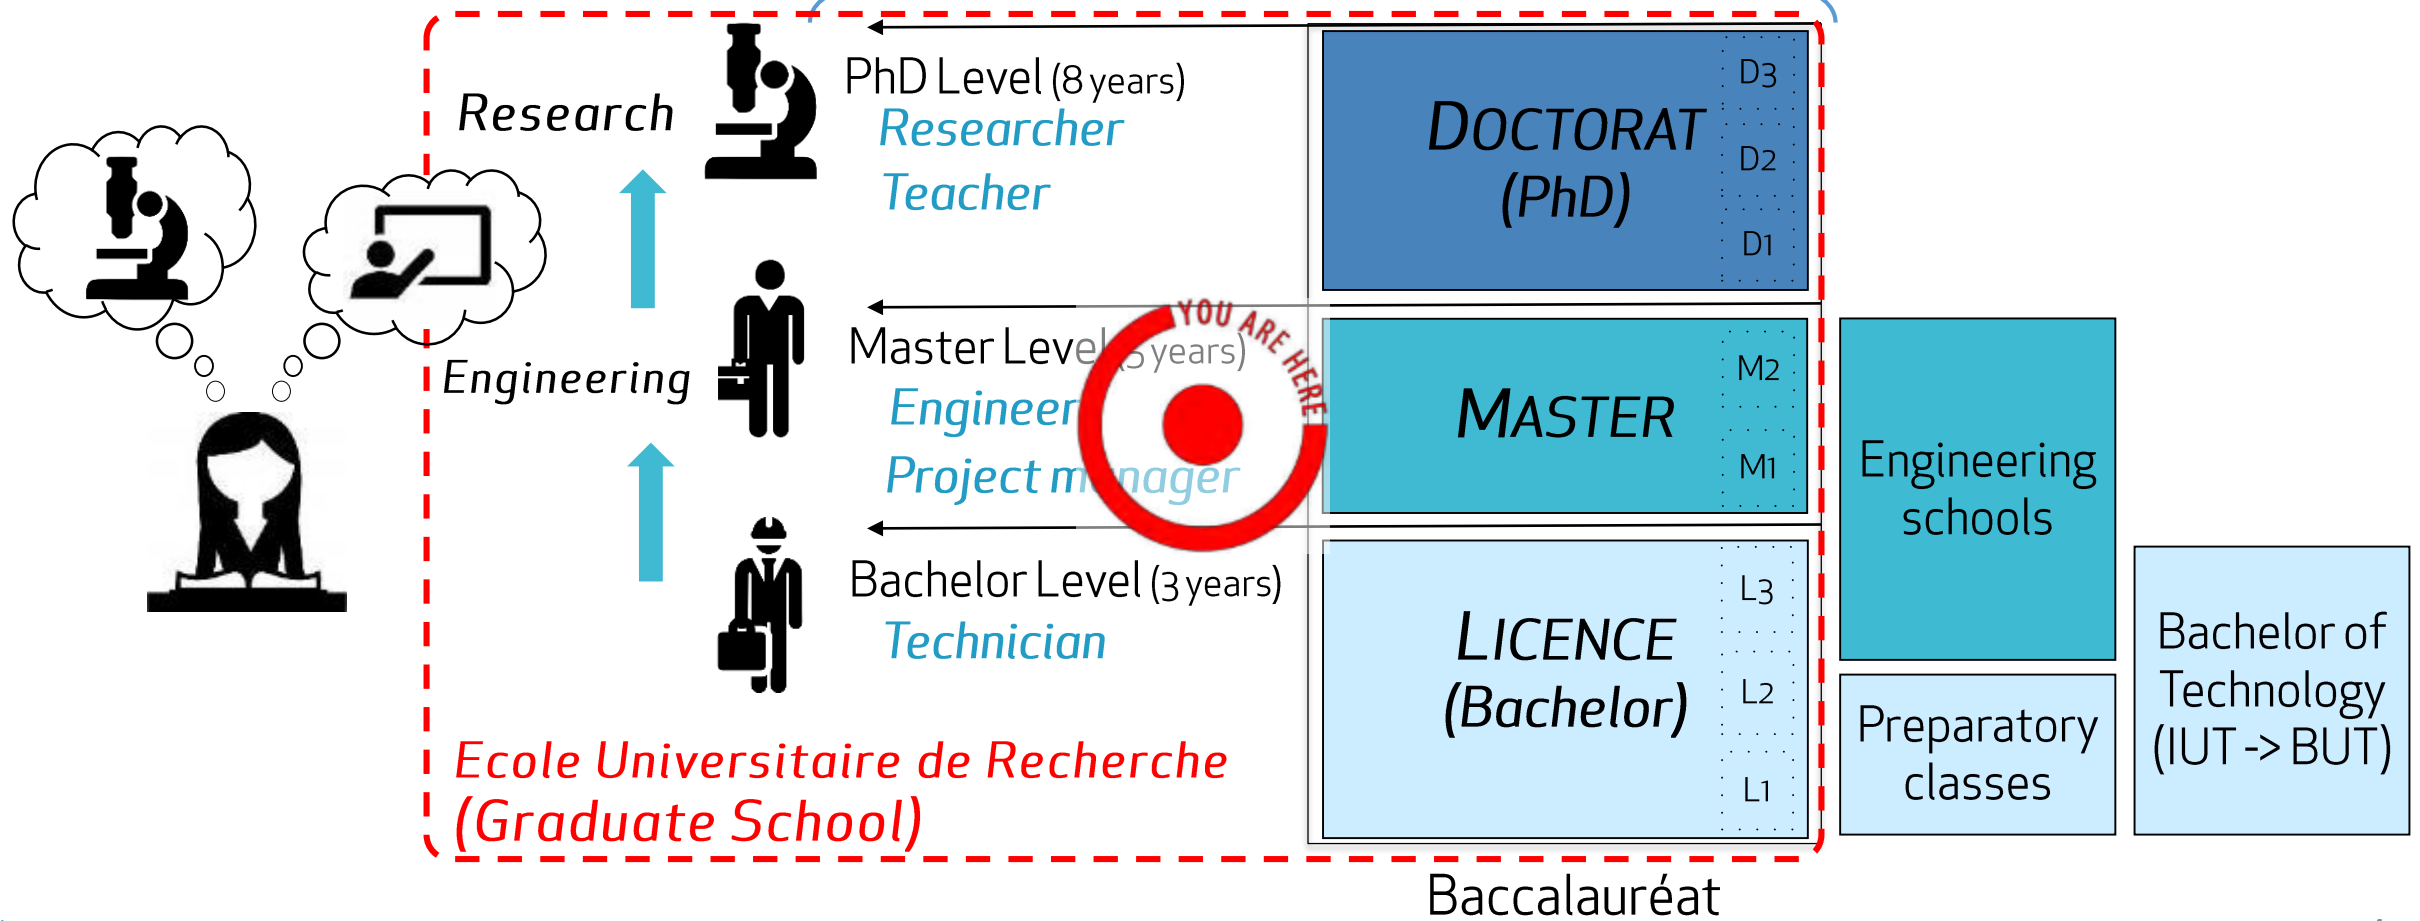 Research
PhD Level (8 years)
Researcher
Teacher
DOCTORAT
(PhD)
D3
D2
D1
Engineering
Master Level (5 years)
Engineer
Project manager
YOU ARE HERE
MASTER
M2
M1
Engineering
schools
Bachelor Level (3 years)
Technician
LICENCE
(Bachelor)
L3
L2
L1
Preparatory
classes
Bachelor of
Technology
(IUT -> BUT)
Ecole Universitaire de Recherche
(Graduate School)
Baccalauréat